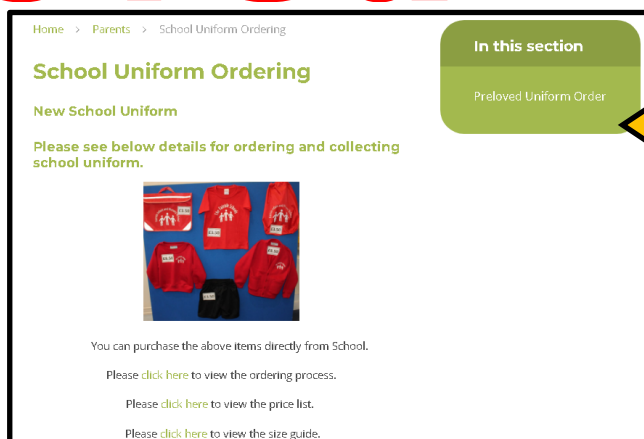 Home > Parents > School Uniform Ordering
In this section
School Uniform Ordering
Preloved Uniform Order
New School Uniform
Please see below details for ordering and collecting
school uniform.
You can purchase the above items directly from School.
Please click here to view the ordering process.
Please click here to view the price list.
Please click here to view the size guide.